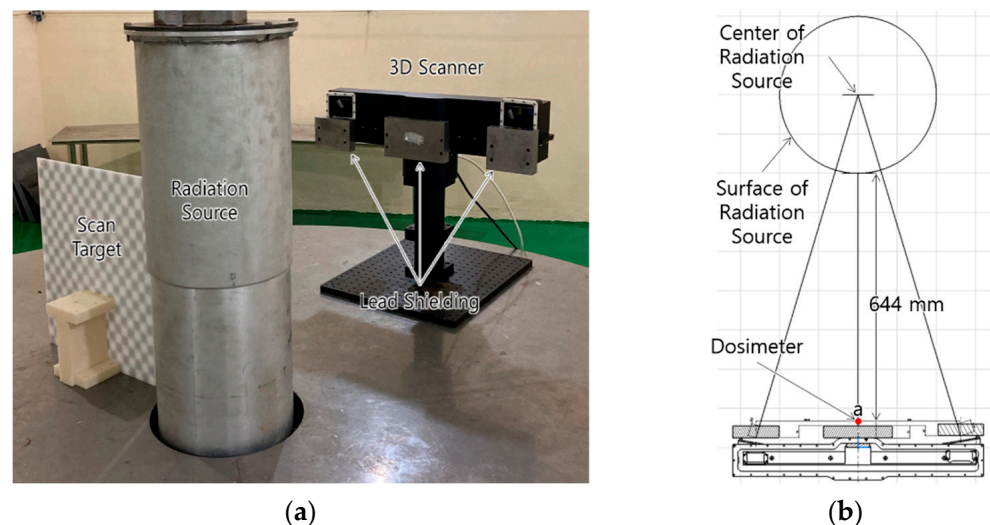 3D Scanner
Radiation
Source
Scan
Target
Lead Shielding
(a)
Center of
Radiation
Source
Surface of
Radiation
Source
644 mm
Dosimeter
a
(b)